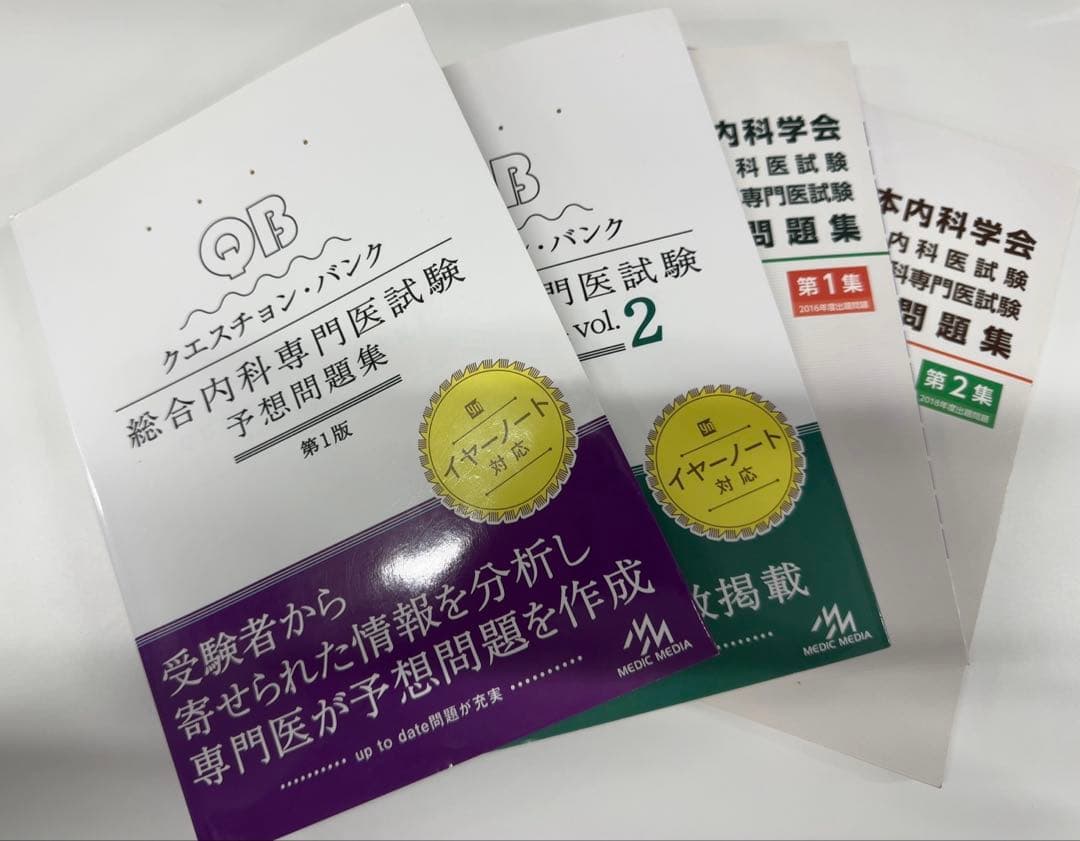 QB
クエスチョン・バンク
総合内科専門医試験
予想問題集
第1版
イヤーノート
対応
受験者から
寄せられた情報を分析し
専門医が予想問題を作成
up to date問題が充実
MEDIC MEDIA
B
ン・バンク
門医試験
vol.2
イヤーノート
対応
掲載
MEDIC MEDIA
内科学会
科医試験
専門医試験
問題集
第1集
2016年度出題問題
本内科学会
内科医試験
科専門医試験
問題集
第2集
2018年度出題問題